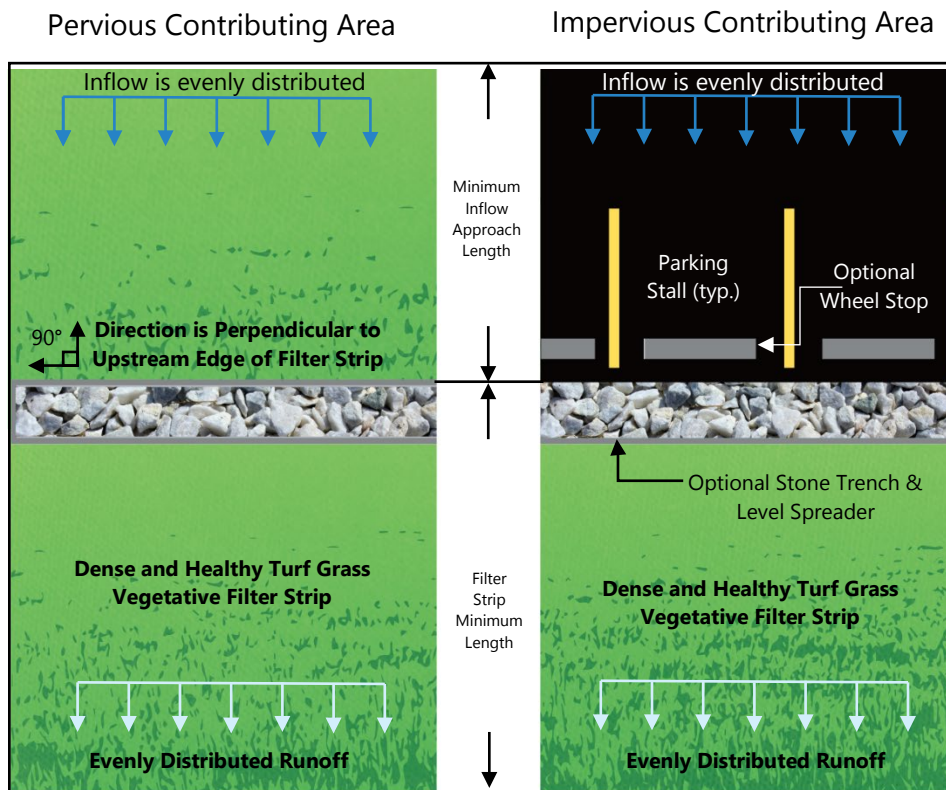 Pervious Contributing Area
Impervious Contributing Area
Inflow is evenly distributed
Inflow is evenly distributed
Minimum
Inflow
Approach
Length
Parking
Stall (typ.)
Optional
Wheel Stop
90°
Direction is Perpendicular to
Upstream Edge of Filter Strip
Optional Stone Trench &
Level Spreader
Dense and Healthy Turf Grass
Vegetative Filter Strip
Filter
Strip
Minimum
Length
Dense and Healthy Turf Grass
Vegetative Filter Strip
Evenly Distributed Runoff
Evenly Distributed Runoff